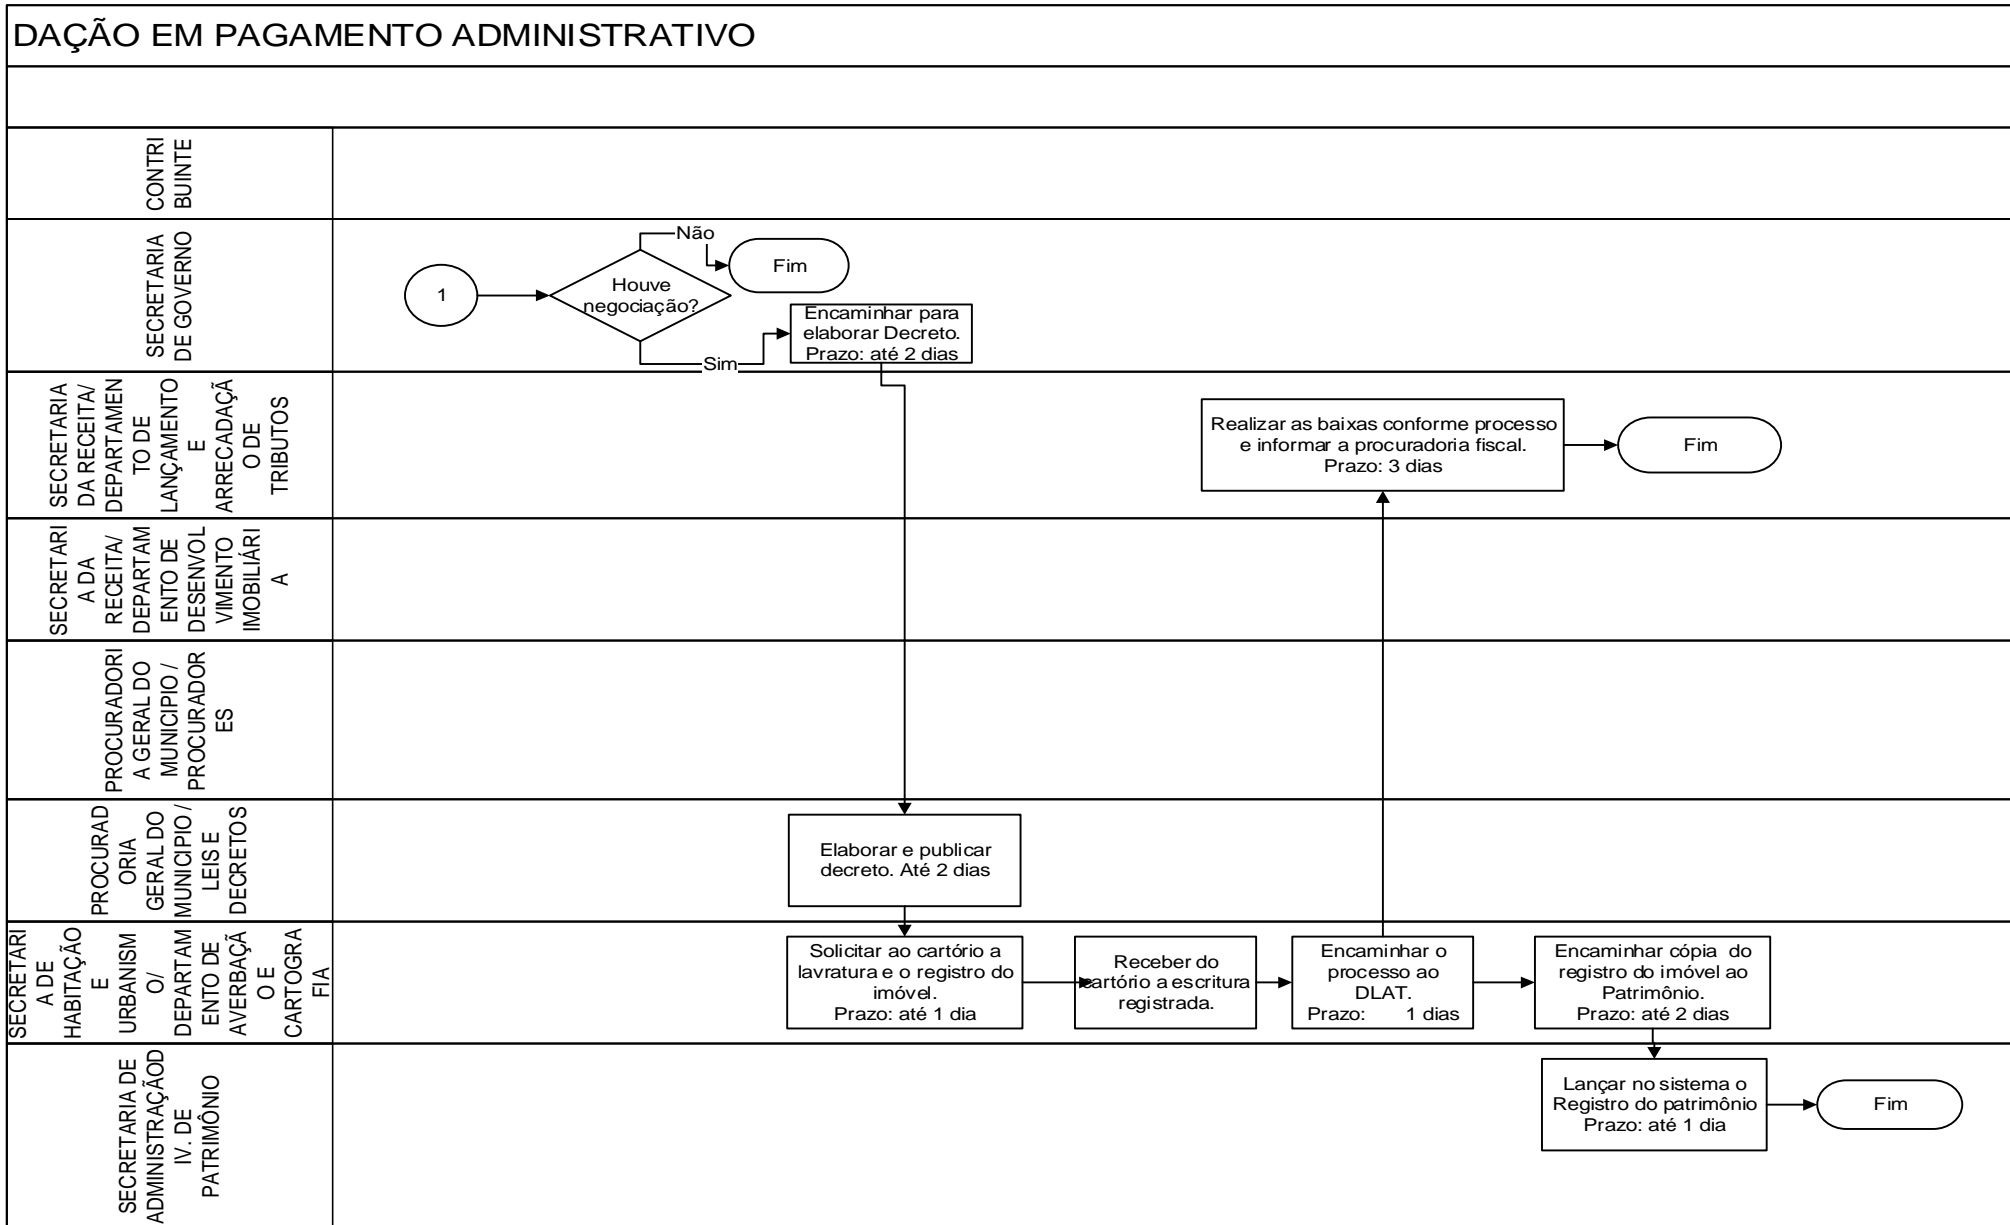 DAÇÃO EM PAGAMENTO ADMINISTRATIVO
CONTRI
BUINTE
SECRETARIA
DE GOVERNO
1
Houve
negociação?
Não
Fim
Sim
Encaminhar para
elaborar Decreto.
Prazo: até 2 dias
SECRETARIA
DA RECEITA/
DEPARTAMEN
TO DE
LANÇAMENTO
E
ARRECADAÇÃ
O DE
TRIBUTOS
Realizar as baixas conforme processo
e informar a procuradoria fiscal.
Prazo: 3 dias
Fim
SECRETARI
A DA
RECEITA/
DEPARTAM
ENTO DE
DESENVOL
VIMENTO
IMOBILIÁRI
A
PROCURADORI
A GERAL DO
MUNICIPIO /
PROCURADOR
ES
PROCURAD
ORIA
GERAL DO
MUNICIPIO /
LEIS E
DECRETOS
Elaborar e publicar
decreto. Até 2 dias
SECRETARI
A DE
HABITAÇÃO
E
URBANISM
O/
DEPARTAM
ENTO DE
AVERBAÇÃ
O E
CARTOGRA
FIA
Solicitar ao cartório a
lavratura e o registro do
imóvel.
Prazo: até 1 dia
Receber do
cartório a escritura
registrada.
Encaminhar o
processo ao
DLAT.
Prazo: 1 dias
Encaminhar cópia do
registro do imóvel ao
Patrimônio.
Prazo: até 2 dias
SECRETARIA DE
ADMINISTRAÇÃOD
IV. DE
PATRIMÔNIO
Lançar no sistema o
Registro do patrimônio
Prazo: até 1 dia
Fim